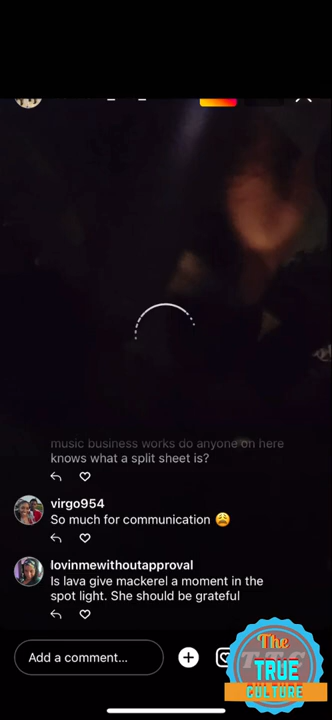 music business works do anyone on here
knows what a split sheet is?
virgo954
So much for communication 😩
lovinmewithoutapproval
Is lava give mackerel a moment in the
spot light. She should be grateful
Add a comment...
The
T.T.C
TRUE
CULTURE